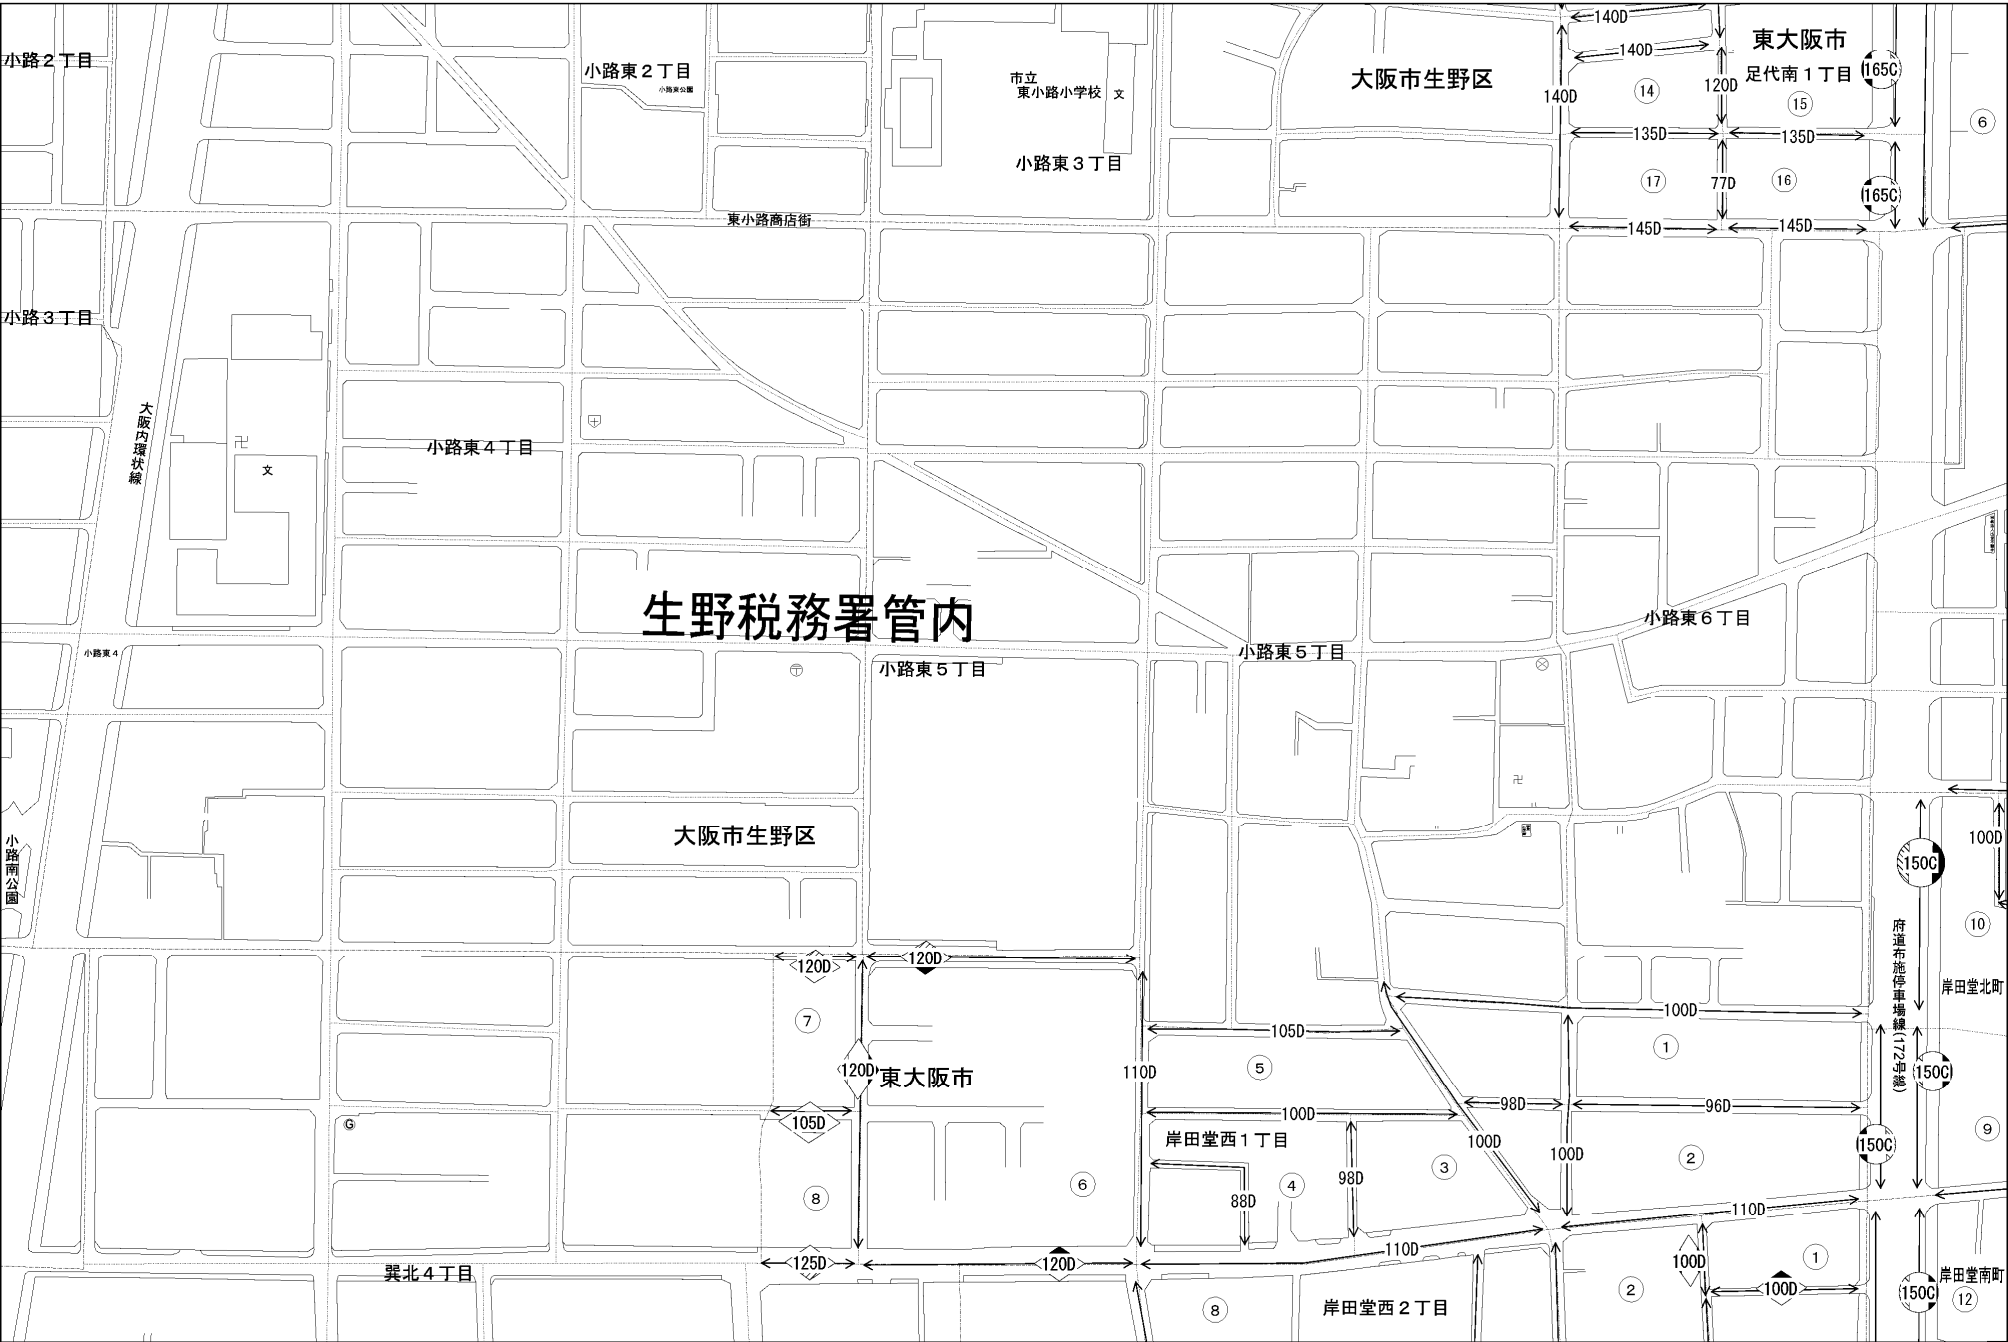 140D
小路２丁目
小路東２丁目
小路東公園
市立
東小路小学校
文
大阪市生野区
140D
東大阪市
足代南１丁目
165C
140D
14
120D
15
6
135D
135D
小路東３丁目
17
77D
16
165C
東小路商店街
145D
145D
小路３丁目
大阪内環状線
小路東４丁目
文
生野税務署管内
小路東６丁目
小路東４
小路東５丁目
小路東５丁目
大阪市生野区
小路南公園
100D
150C
10
府道布施停車場線(172号線)
岸田堂北町
120D
120D
7
100D
105D
1
120D
東大阪市
110D
5
150C
98D
96D
105D
100D
G
岸田堂西１丁目
100D
100D
150C
9
3
2
98D
4
88D
6
8
110D
110D
125D
120D
100D
1
巽北４丁目
岸田堂南町
2
100D
150C
12
8
岸田堂西２丁目